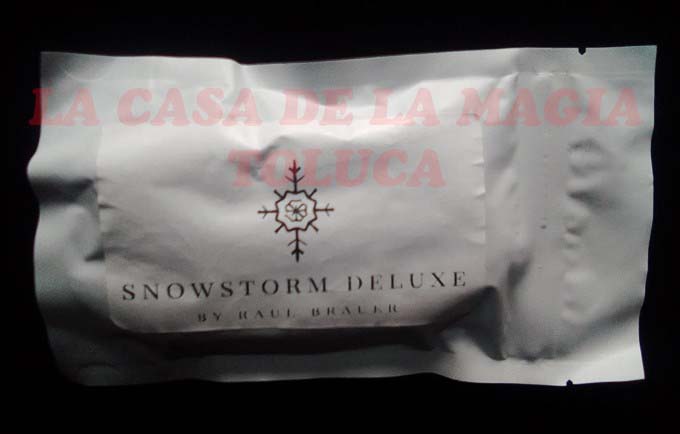 LA CASA DE LA MAGIA
TOLUCA
SNOWSTORM DELUXE
BY RAUL BRAUER